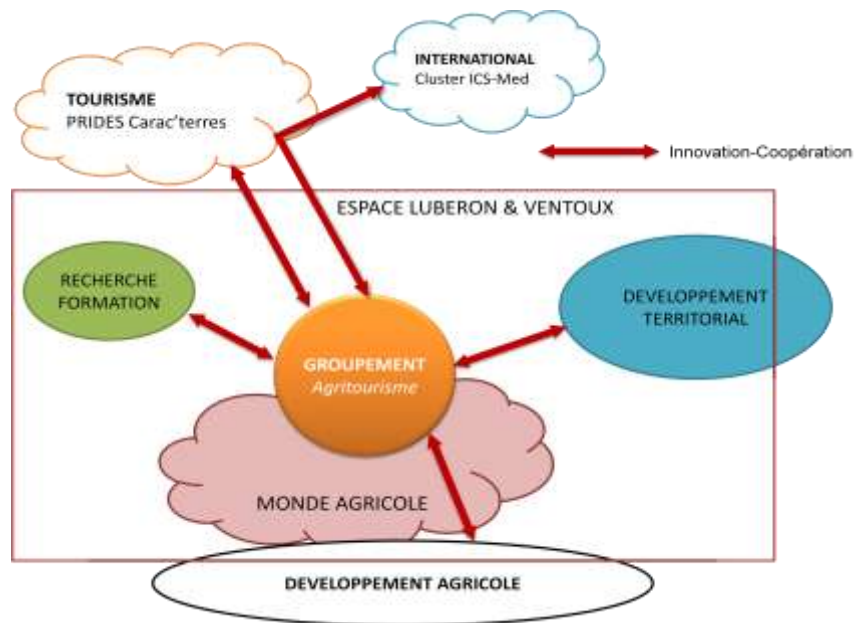 INTERNATIONAL
Cluster ICS-Med
TOURISME
PRIDES Carac'terres
Innovation-Coopération
ESPACE LUBERON & VENTOUX
RECHERCHE
FORMATION
DEVELOPPEMENT
TERRITORIAL
GROUPEMENT
Agritourisme
MONDE AGRICOLE
DEVELOPPEMENT AGRICOLE